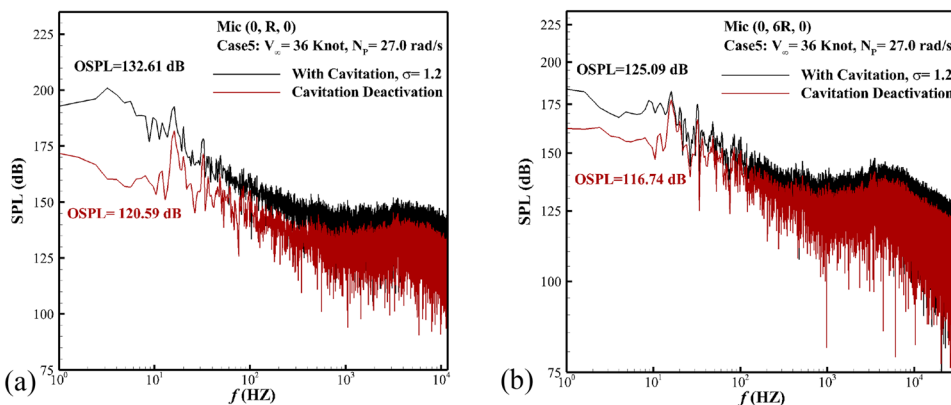 225
Mic (0, R, 0)
Case5: V∞= 36 Knot, NP= 27.0 rad/s
OSPL=132.61 dB
With Cavitation, σ= 1.2
Cavitation Deactivation
200
175
150
125
100
75
SPL (dB)
OSPL= 120.59 dB
10⁰ 10¹ 10² 10³ 10⁴
f (HZ)
(a)
225
Mic (0, 6R, 0)
Case5: V∞= 36 Knot, NP= 27.0 rad/s
OSPL=125.09 dB
With Cavitation, σ= 1.2
Cavitation Deactivation
200
175
150
125
100
75
SPL (dB)
OSPL=116.74 dB
10⁰ 10¹ 10² 10³ 10⁴
f (HZ)
(b)